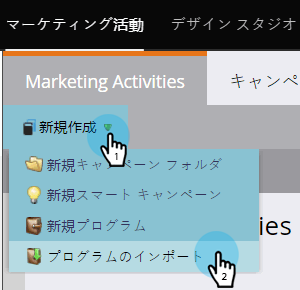 マーケティング活動 デザイン スタジオ
Marketing Activities キャンペ
新規作成
1
新規キャンペーン フォルダ
新規スマート キャンペーン
新規プログラム
ies
プログラムのインポート
2